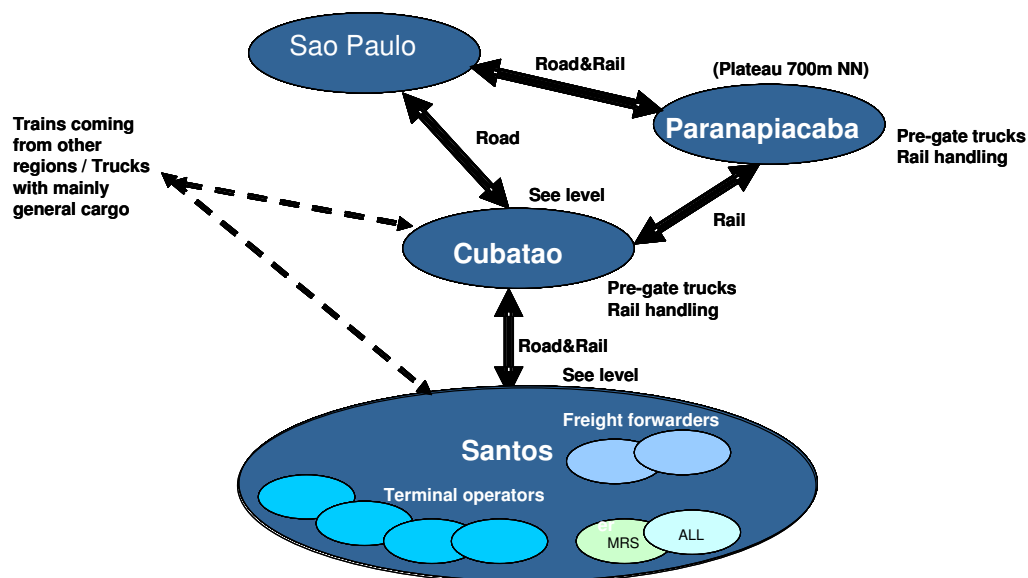 Sao Paulo
Road&Rail
(Plateau 700m NN)
Trains coming
from other
regions / Trucks
with mainly
general cargo
Road
Paranapiacaba
Pre-gate trucks
Rail handling
See level
Rail
Cubatao
Pre-gate trucks
Rail handling
Road&Rail
See level
Freight forwarders
Santos
Terminal operators
er
MRS
ALL